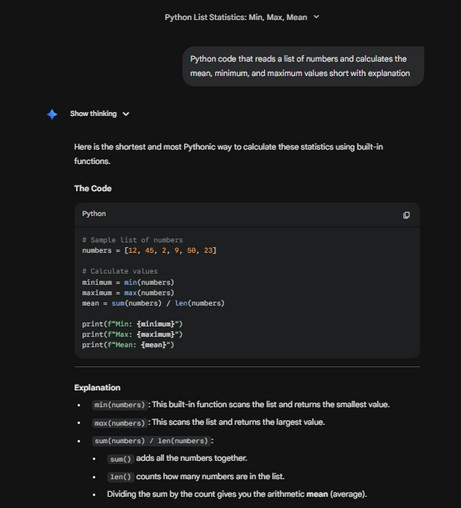 Python List Statistics: Min, Max, Mean
Python code that reads a list of numbers and calculates the
mean, minimum, and maximum values short with explanation
Show thinking
Here is the shortest and most Pythonic way to calculate these statistics using built-in
functions.
The Code
Python
# Sample list of numbers
numbers = [12, 45, 2, 9, 50, 23]
# Calculate values
minimum = min(numbers)
maximum = max(numbers)
mean = sum(numbers) / len(numbers)
print(f"Min: {minimum}")
print(f"Max: {maximum}")
print(f"Mean: {mean}")
Explanation
• min(numbers) : This built-in function scans the list and returns the smallest value.
• max(numbers) : This scans the list and returns the largest value.
• sum(numbers) / len(numbers) :
• sum() adds all the numbers together.
• len() counts how many numbers are in the list.
• Dividing the sum by the count gives you the arithmetic mean (average).